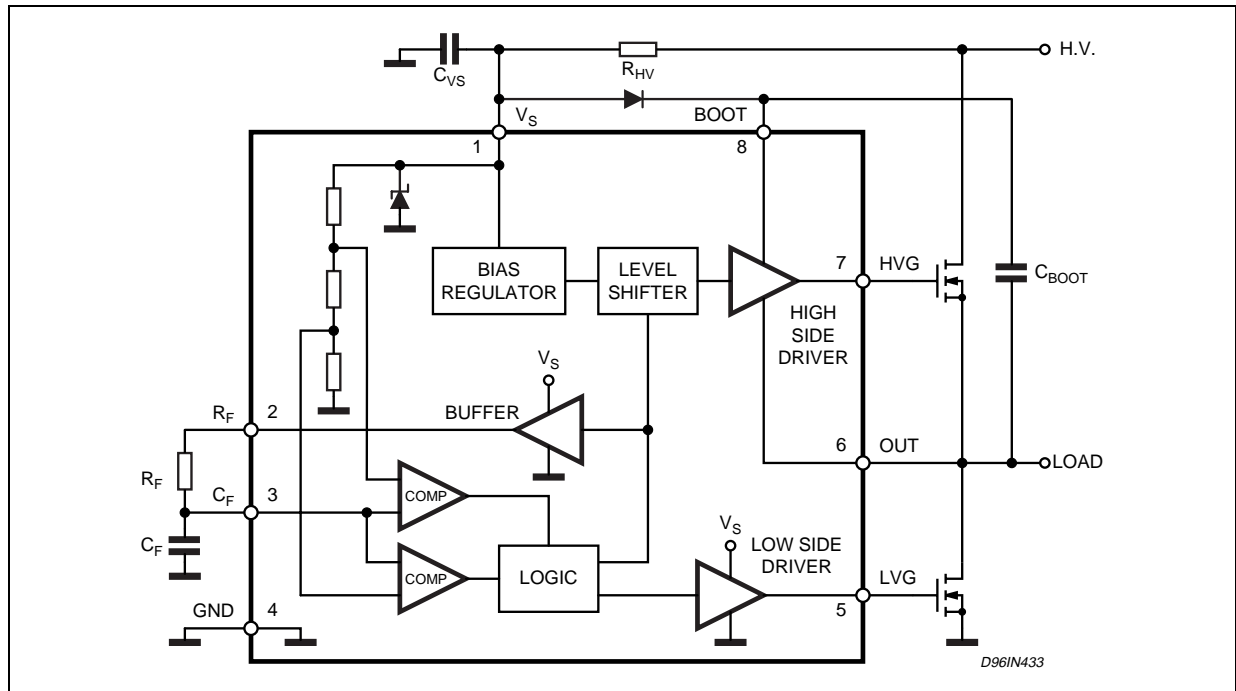 H.V.
C_VS
R_HV
V_S
BOOT
1
8
BIAS
REGULATOR
LEVEL
SHIFTER
7
HVG
C_BOOT
HIGH
SIDE
DRIVER
V_S
R_F
2
BUFFER
6
OUT
LOAD
R_F
C_F
3
COMP
V_S
LOW SIDE
DRIVER
C_F
COMP
LOGIC
LVG
5
GND
4
D96IN433